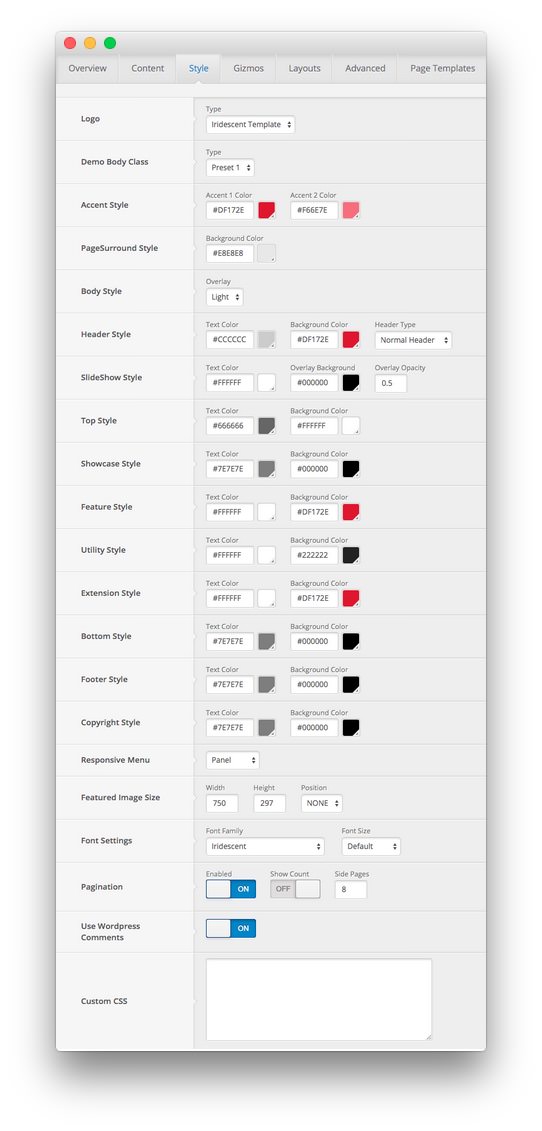 Overview Content Style Gizmos Layouts Advanced Page Templates
Logo
Type
Iridescent Template
Demo Body Class
Type
Preset 1
Accent Style
Accent 1 Color Accent 2 Color
#DF172E #F66E7E
PageSurround Style
Background Color
#E8E8E8
Body Style
Overlay
Light
Header Style
Text Color Background Color Header Type
#CCCCCC #DF172E Normal Header
SlideShow Style
Text Color Overlay Background Overlay Opacity
#FFFFFF #000000 0.5
Top Style
Text Color Background Color
#666666 #FFFFFF
Showcase Style
Text Color Background Color
#7E7E7E #000000
Feature Style
Text Color Background Color
#FFFFFF #DF172E
Utility Style
Text Color Background Color
#FFFFFF #222222
Extension Style
Text Color Background Color
#FFFFFF #DF172E
Bottom Style
Text Color Background Color
#7E7E7E #000000
Footer Style
Text Color Background Color
#7E7E7E #000000
Copyright Style
Text Color Background Color
#7E7E7E #000000
Responsive Menu
Panel
Featured Image Size
Width Height Position
750 297 NONE
Font Settings
Font Family Font Size
Iridescent Default
Pagination
Enabled Show Count Side Pages
ON OFF 8
Use Wordpress
Comments
ON
Custom CSS